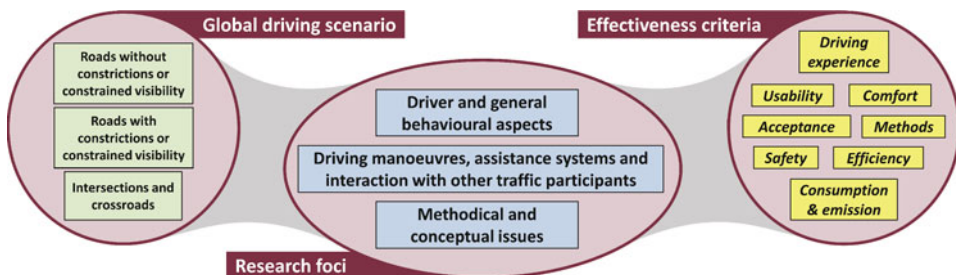 Global driving scenario
Roads without
constrictions or
constrained visibility
Roads with
constrictions or
constrained visibility
Intersections and
crossroads
Driver and general
behavioural aspects
Driving manoeuvres, assistance systems and
interaction with other traffic participants
Methodical and
conceptual issues
Research foci
Effectiveness criteria
Driving
experience
Usability
Comfort
Acceptance
Methods
Safety
Efficiency
Consumption
& emission